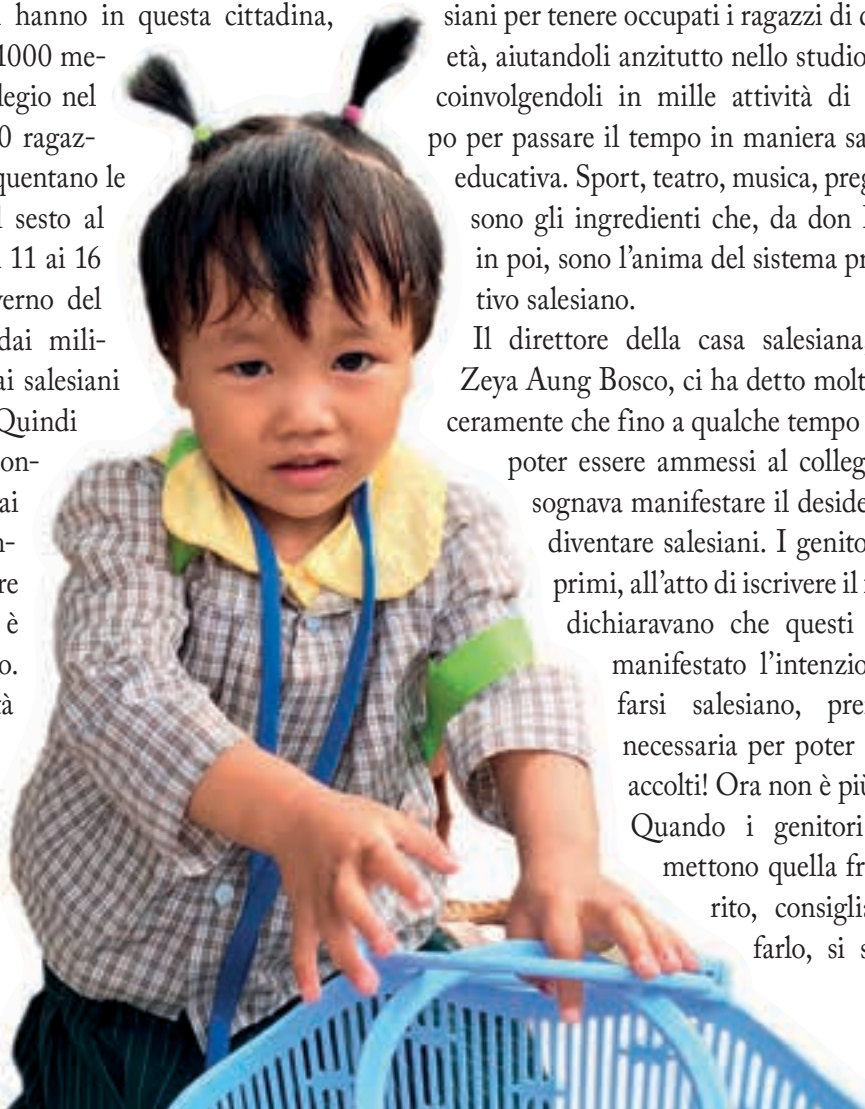 hanno in questa cittadina,
1000 me-
legio nel
0 ragaz-
quentano le
sesto al
11 ai 16
verno del
dai mili-
ai salesiani
Quindi
on-
ai
n-
re
è
o.
tà
siani per tenere occupati i ragazzi di
età, aiutandoli anzitutto nello studio
coinvolgendoli in mille attività di
po per passare il tempo in maniera sa
educativa. Sport, teatro, musica, preg
sono gli ingredienti che, da don
in poi, sono l’anima del sistema pr
tivo salesiano.
Il direttore della casa salesiana
Zeya Aung Bosco, ci ha detto molt
ceramente che fino a qualche tempo
poter essere ammessi al colleg
sognava manifestare il deside
diventare salesiani. I genito
primi, all’atto di iscrivere il
dichiaravano che questi
manifestato l’intenzio
farsi salesiano, pre
necessaria per poter
accolti! Ora non è più
Quando i genitori
mettono quella fr
rito, consigli
farlo, si s